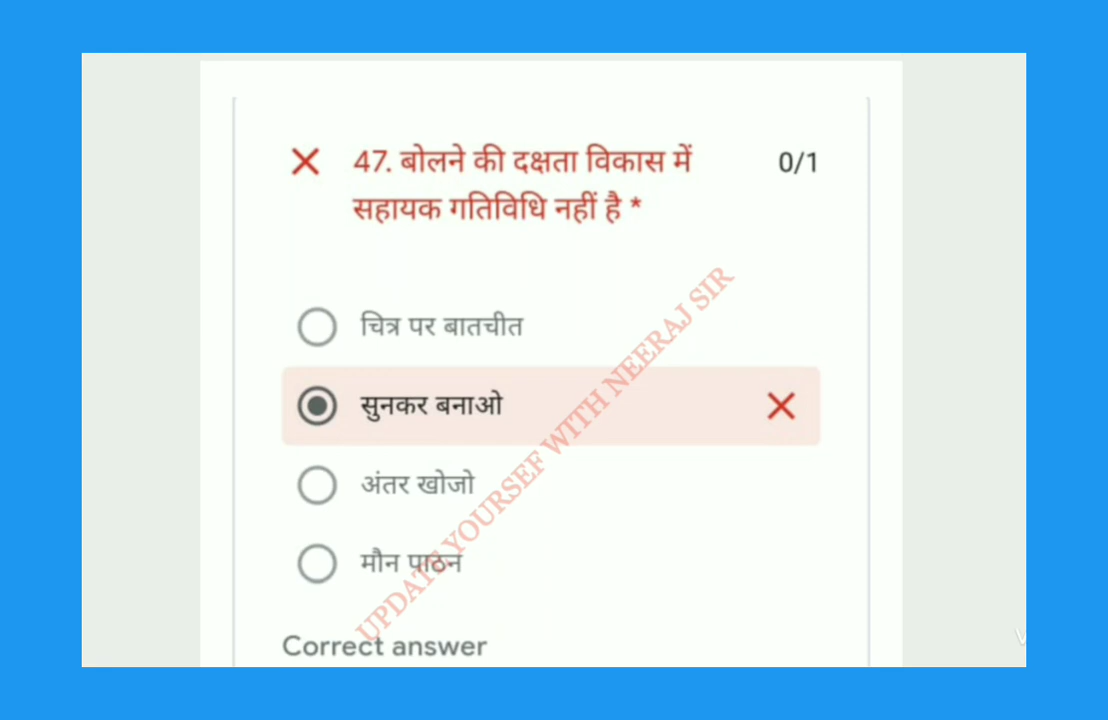 47. बोलने की दक्षता विकास में
0/1
सहायक गतिविधि नहीं है *
चित्र पर बातचीत
सुनकर बनाओ
अंतर खोजो
मौन पाठन
Correct answer
UPDATE YOURSEF WITH NEERAJ SIR